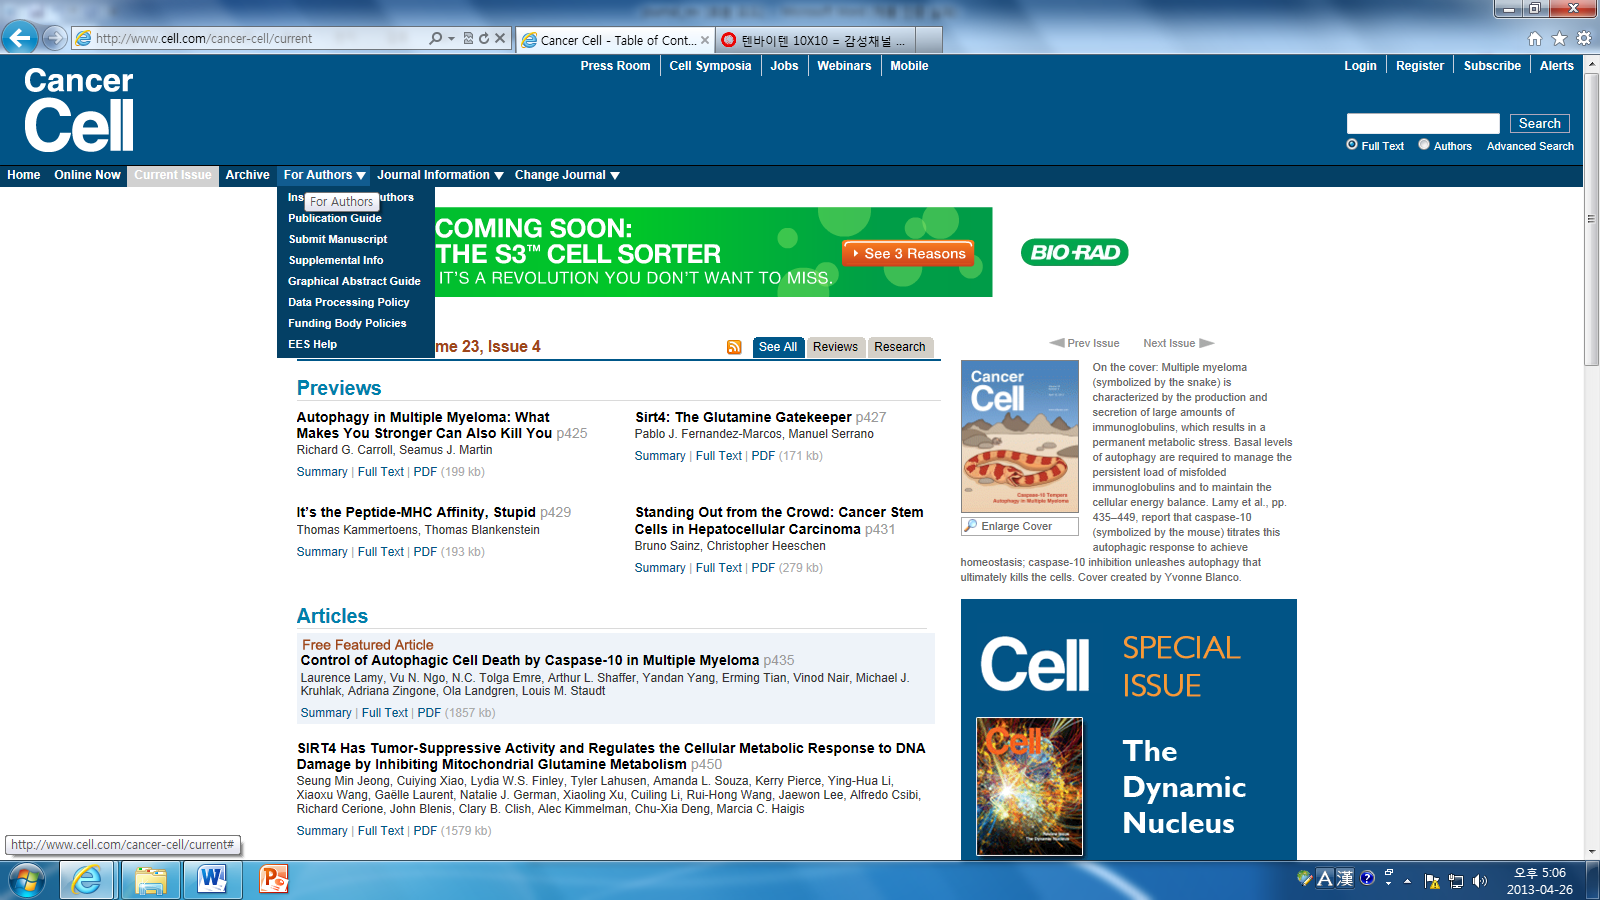 http://www.cell.com/cancer-cell/current
Cancer Cell - Table of Cont...
텐바이텐 10X10 = 감성채널 ...
Press Room
Cell Symposia
Jobs
Webinars
Mobile
Login
Register
Subscribe
Alerts
Cancer
Cell
Search
Full Text
Authors
Advanced Search
Home
Online Now
Current Issue
Archive
For Authors
Journal Information
Change Journal
For Authors
Publication Guide
Submit Manuscript
Supplemental Info
Graphical Abstract Guide
Data Processing Policy
Funding Body Policies
EES Help
COMING SOON:
THE S3™ CELL SORTER
IT'S A REVOLUTION YOU DON'T WANT TO MISS.
See 3 Reasons
BIO-RAD
me 23, Issue 4
See All
Reviews
Research
Previews
Autophagy in Multiple Myeloma: What
Makes You Stronger Can Also Kill You p425
Richard G. Carroll, Seamus J. Martin
Summary | Full Text | PDF (199 kb)
Sirt4: The Glutamine Gatekeeper p427
Pablo J. Fernandez-Marcos, Manuel Serrano
Summary | Full Text | PDF (171 kb)
It's the Peptide-MHC Affinity, Stupid p429
Thomas Kammertoens, Thomas Blankenstein
Summary | Full Text | PDF (193 kb)
Standing Out from the Crowd: Cancer Stem
Cells in Hepatocellular Carcinoma p431
Bruno Sainz, Christopher Heeschen
Summary | Full Text | PDF (279 kb)
Articles
Free Featured Article
Control of Autophagic Cell Death by Caspase-10 in Multiple Myeloma p435
Laurence Lamy, Vu N. Ngo, N.C. Tolga Emre, Arthur L. Shaffer, Yandan Yang, Erming Tian, Vinod Nair, Michael J.
Kruhlak, Adriana Zingone, Ola Landgren, Louis M. Staudt
Summary | Full Text | PDF (1857 kb)
SIRT4 Has Tumor-Suppressive Activity and Regulates the Cellular Metabolic Response to DNA
Damage by Inhibiting Mitochondrial Glutamine Metabolism p450
Seung Min Jeong, Cuiying Xiao, Lydia W.S. Finley, Tyler Lahusen, Amanda L. Souza, Kerry Pierce, Ying-Hua Li,
Xiaoxu Wang, Gaëlle Laurent, Natalie J. German, Xiaoling Xu, Cuiling Li, Rui-Hong Wang, Jaewon Lee, Alfredo Csibi,
Richard Cerione, John Blenis, Clary B. Clish, Alec Kimmelman, Chu-Xia Deng, Marcia C. Haigis
Summary | Full Text | PDF (1579 kb)
Prev Issue
Next Issue
Cancer
Cell
Caspase-10 Tempers
Autophagy in Multiple Myeloma
Enlarge Cover
On the cover: Multiple myeloma
(symbolized by the snake) is
characterized by the production and
secretion of large amounts of
immunoglobulins, which results in a
permanent metabolic stress. Basal levels
of autophagy are required to manage the
persistent load of misfolded
immunoglobulins and to maintain the
cellular energy balance. Lamy et al., pp.
435–449, report that caspase-10
(symbolized by the mouse) titrates this
autophagic response to achieve
homeostasis; caspase-10 inhibition unleashes autophagy that
ultimately kills the cells. Cover created by Yvonne Blanco.
Cell
SPECIAL
ISSUE
Cell
The Dynamic Nucleus
The
Dynamic
Nucleus
http://www.cell.com/cancer-cell/current#
A 漢
오후 5:06
2013-04-26